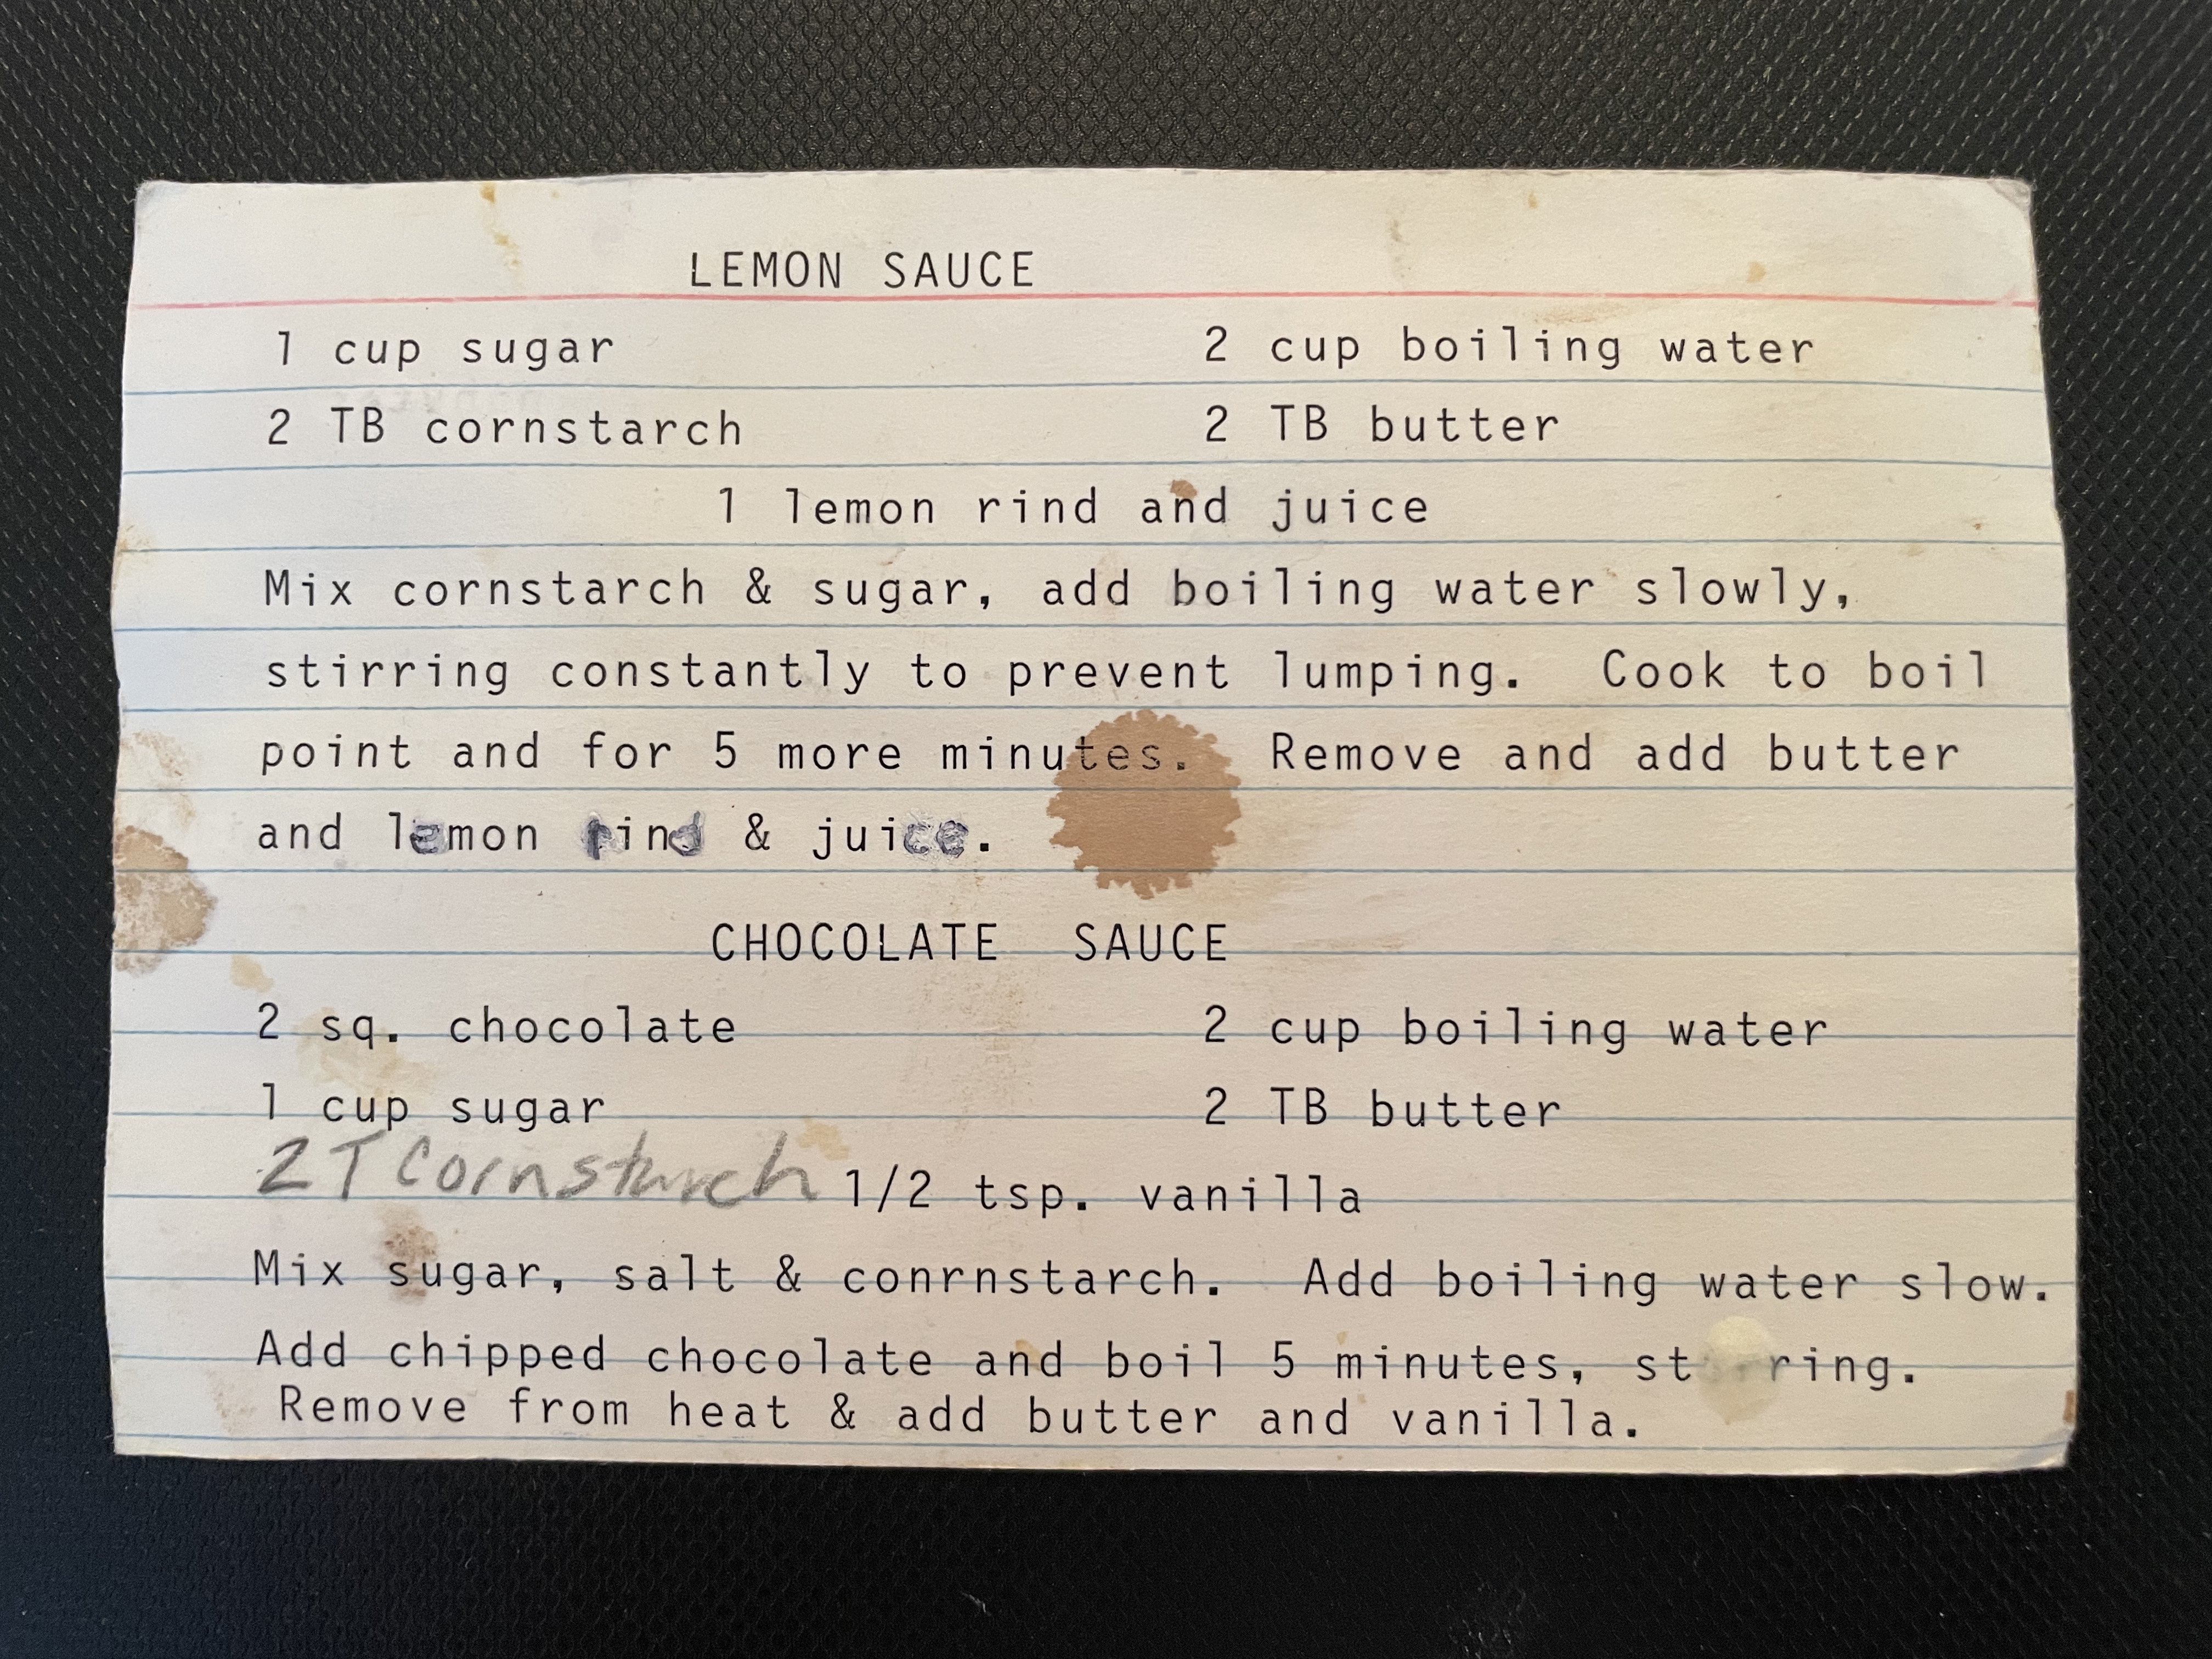 LEMON SAUCE
1 cup sugar 2 cup boiling water
2 TB cornstarch 2 TB butter
1 lemon rind and juice
Mix cornstarch & sugar, add boiling water slowly,
stirring constantly to prevent lumping. Cook to boil
point and for 5 more minutes. Remove and add butter
and lemon rind & juice.
CHOCOLATE SAUCE
2 sq. chocolate 2 cup boiling water
1 cup sugar 2 TB butter
2 T Cornstarch 1/2 tsp. vanilla
Mix sugar, salt & conrnstarch. Add boiling water slow.
Add chipped chocolate and boil 5 minutes, stirring.
Remove from heat & add butter and vanilla.